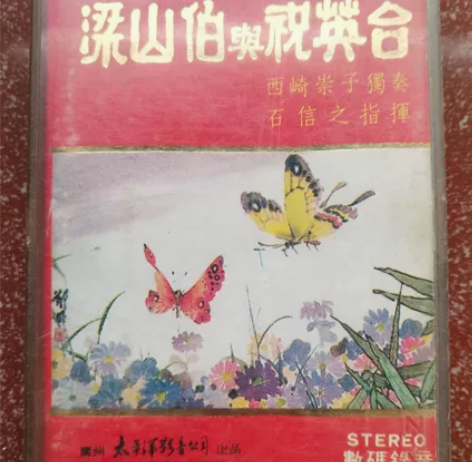 梁山伯與祝英台
西崎崇子獨奏
石信之指揮
廣州 太平洋影音公司 出品
STEREO
數碼錄音